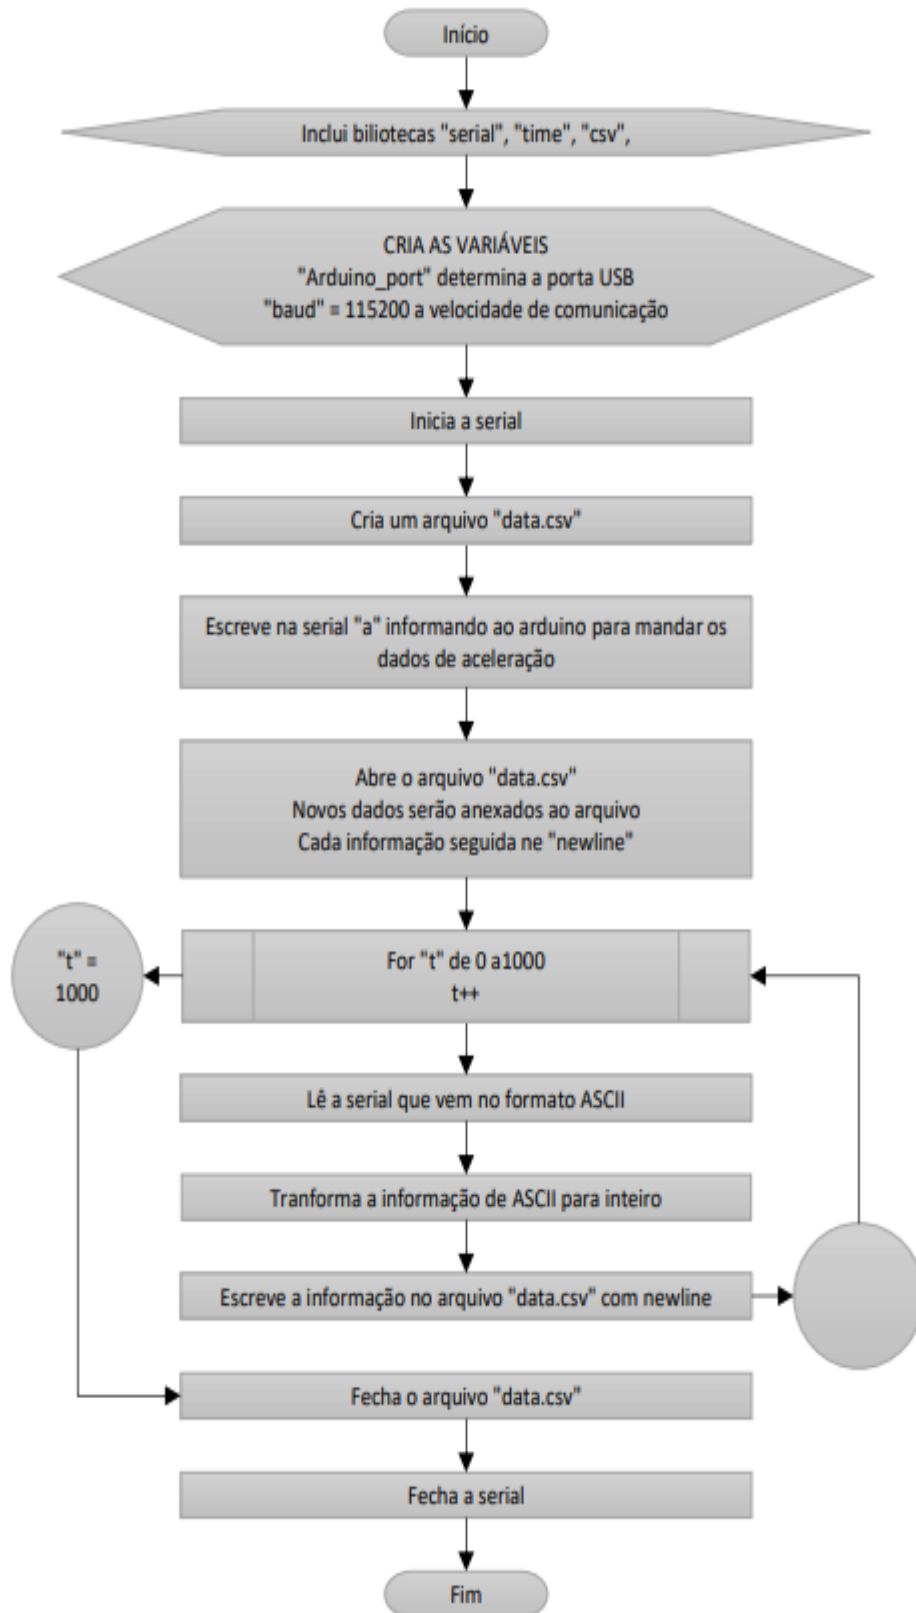 Início
Inclui biliotecas "serial", "time", "csv",
CRIA AS VARIÁVEIS
"Arduino_port" determina a porta USB
"baud" = 115200 a velocidade de comunicação
Inicia a serial
Cria um arquivo "data.csv"
Escreve na serial "a" informando ao arduino para mandar os
dados de aceleração
Abre o arquivo "data.csv"
Novos dados serão anexados ao arquivo
Cada informação seguida ne "newline"
"t" =
1000
For "t" de 0 a1000
t++
Lê a serial que vem no formato ASCII
Tranforma a informação de ASCII para inteiro
Escreve a informação no arquivo "data.csv" com newline
Fecha o arquivo "data.csv"
Fecha a serial
Fim